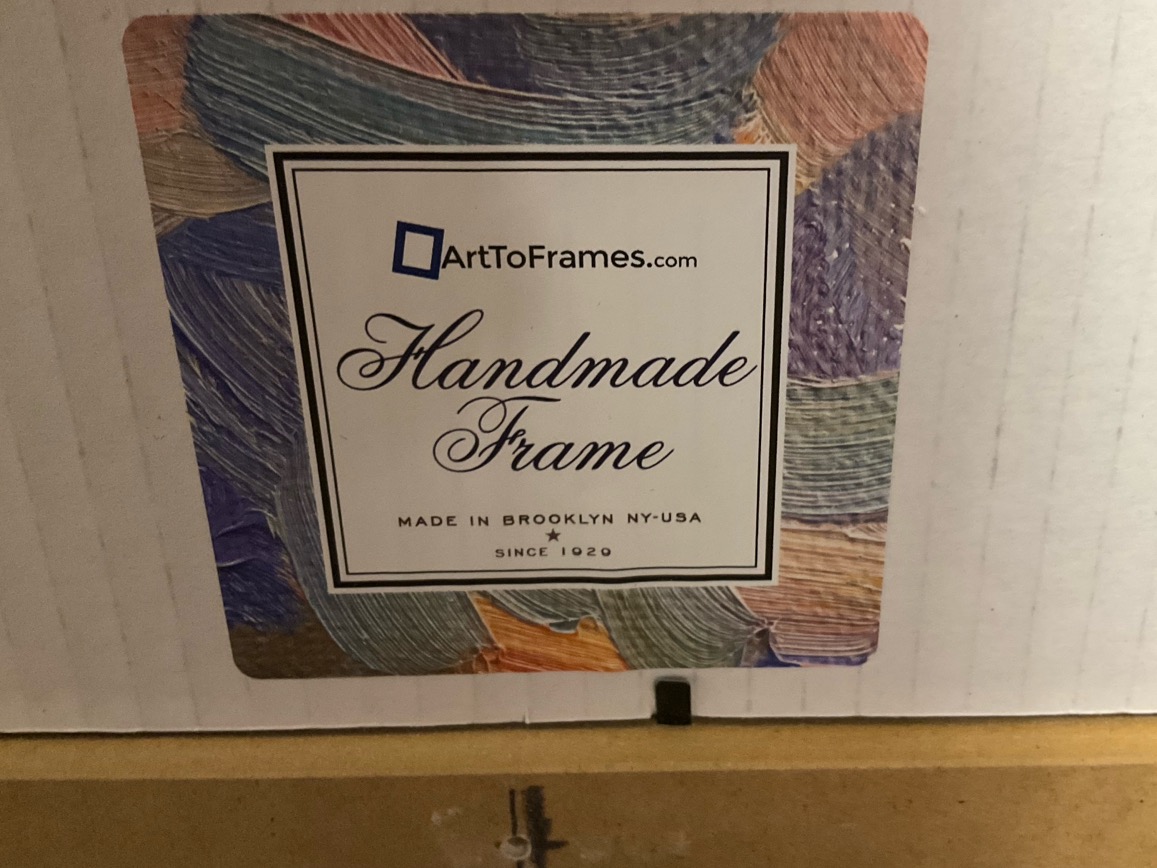 ArtToFrames.com
Handmade
Frame
MADE IN BROOKLYN NY-USA
SINCE 1929